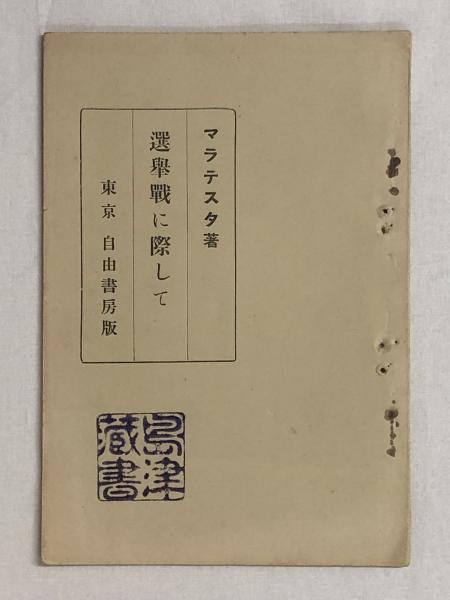 マラテスタ著
選擧戰に際して
東京 自由書房版
島津
藏書